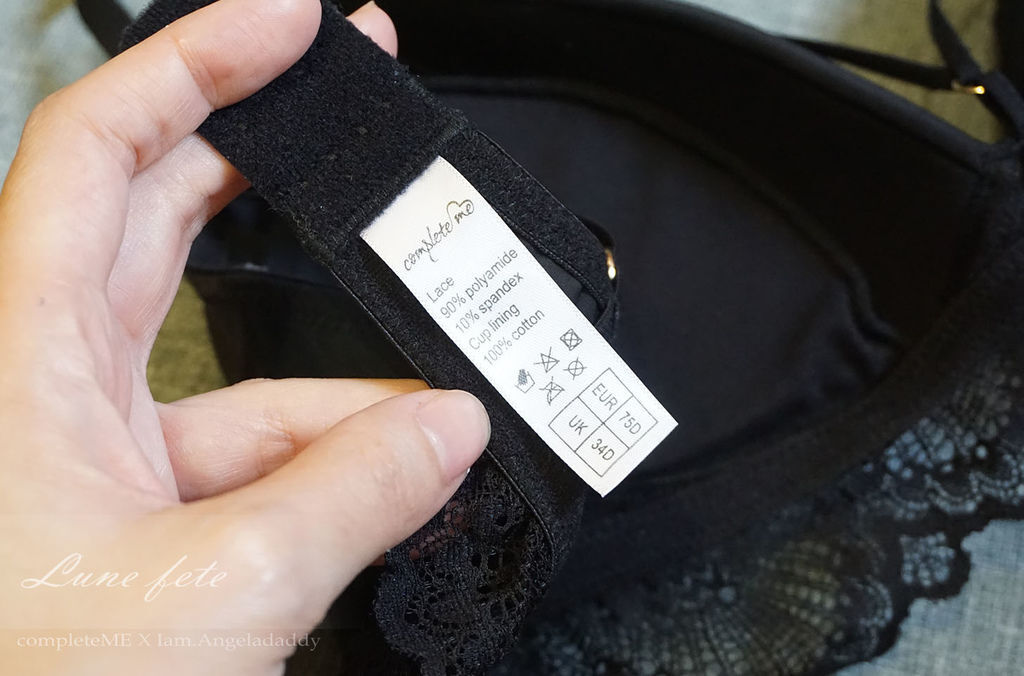 complete me
Lace
90% polyamide
10% spandex
Cup lining
100% cotton
EUR 75D
UK 34D
Lune fete
completeME X Iam.Angeladaddy